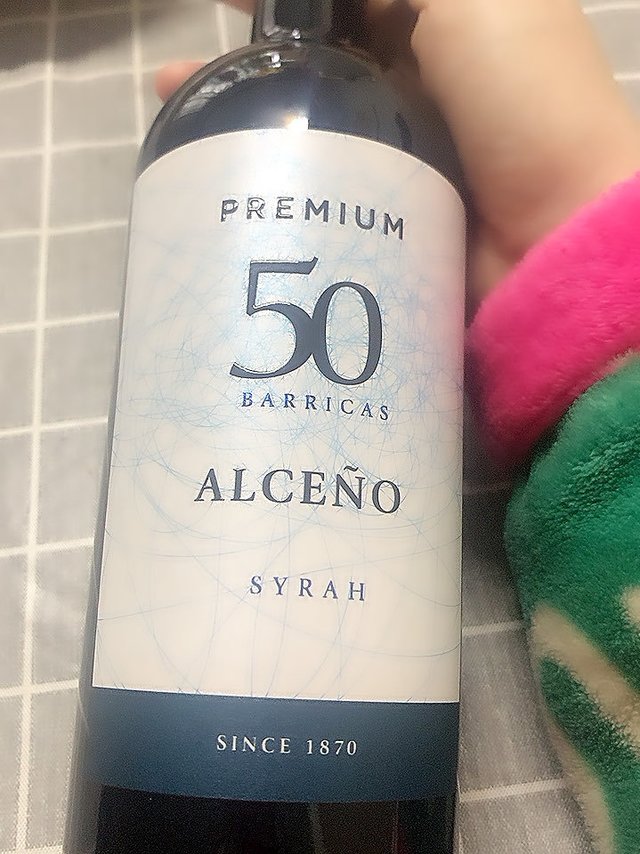 PREMIUM
50
BARRICAS
ALCEÑO
SYRAH
SINCE 1870